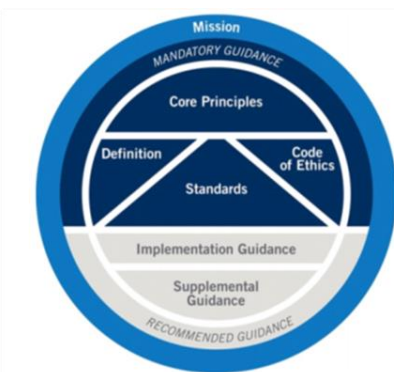 Mission
MANDATORY GUIDANCE
Core Principles
Definition
Code
of Ethics
Standards
Implementation Guidance
Supplemental
Guidance
RECOMMENDED GUIDANCE